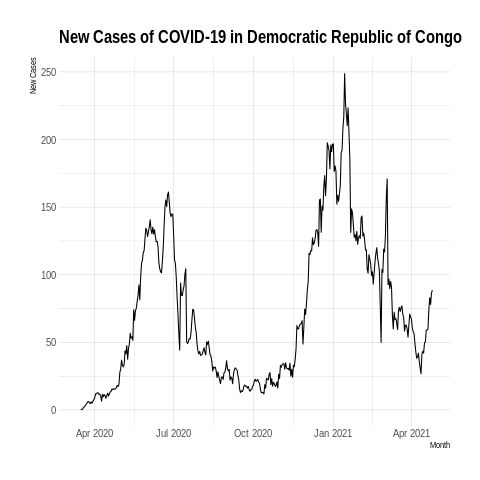 New Cases of COVID-19 in Democratic Republic of Congo
New Cases
250
200
150
100
50
0
Apr 2020
Jul 2020
Oct 2020
Jan 2021
Apr 2021
Month